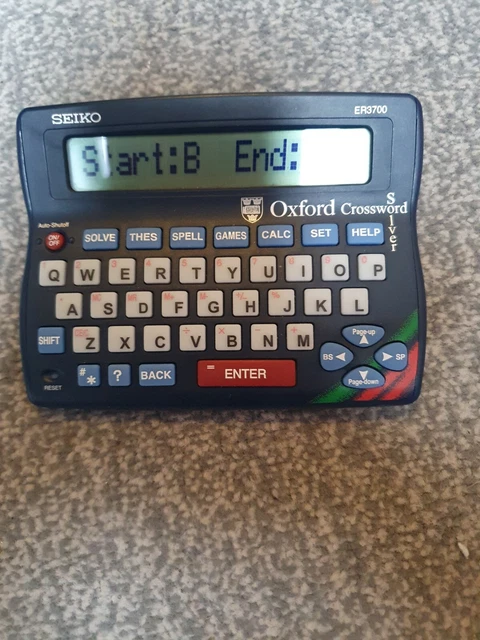 SEIKO
ER3700
Start:B End:
Oxford Crossword
Solver
Auto-Shutoff
ON/
OFF
SOLVE THES SPELL GAMES CALC SET HELP
Q W E R T Y U I O P
A S D F G H J K L
SHIFT Z X C V B N M
Page-up
BS SP
Page-down
RESET
#
* ? BACK = ENTER